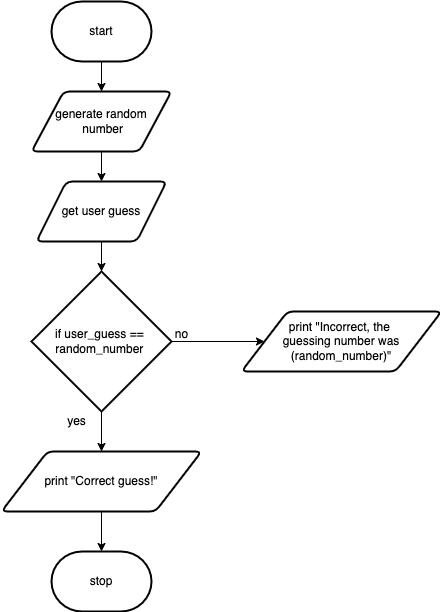 start
generate random
number
get user guess
if user_guess ==
random_number
no
print "Incorrect, the
guessing number was
(random_number)"
yes
print "Correct guess!"
stop